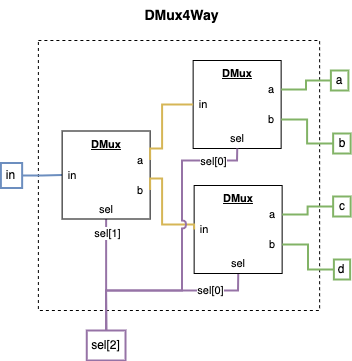 DMux4Way
DMux
a
in
b
sel
a
b
DMux
a
in
b
sel
sel[1]
sel[0]
in
DMux
a
in
b
sel
c
d
sel[0]
sel[2]